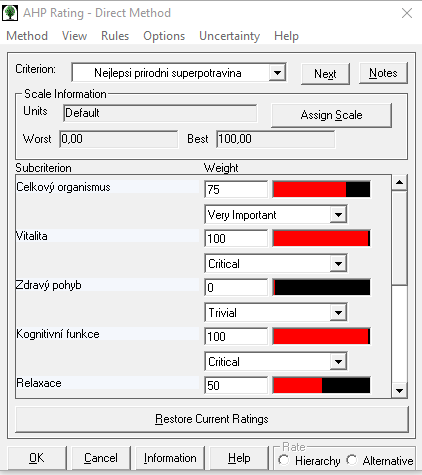 AHP Rating - Direct Method
Method View Rules Options Uncertainty Help
Criterion: Nejlepsi prirodni superpotravina Next Notes
Scale Information
Units Default Assign Scale
Worst 0,00 Best 100,00
Subcriterion Weight
Celkový organismus 75
Very Important
Vitalita 100
Critical
Zdravý pohyb 0
Trivial
Kognitivní funkce 100
Critical
Relaxace 50
Restore Current Ratings
OK Cancel Information Help Rate Hierarchy Alternative